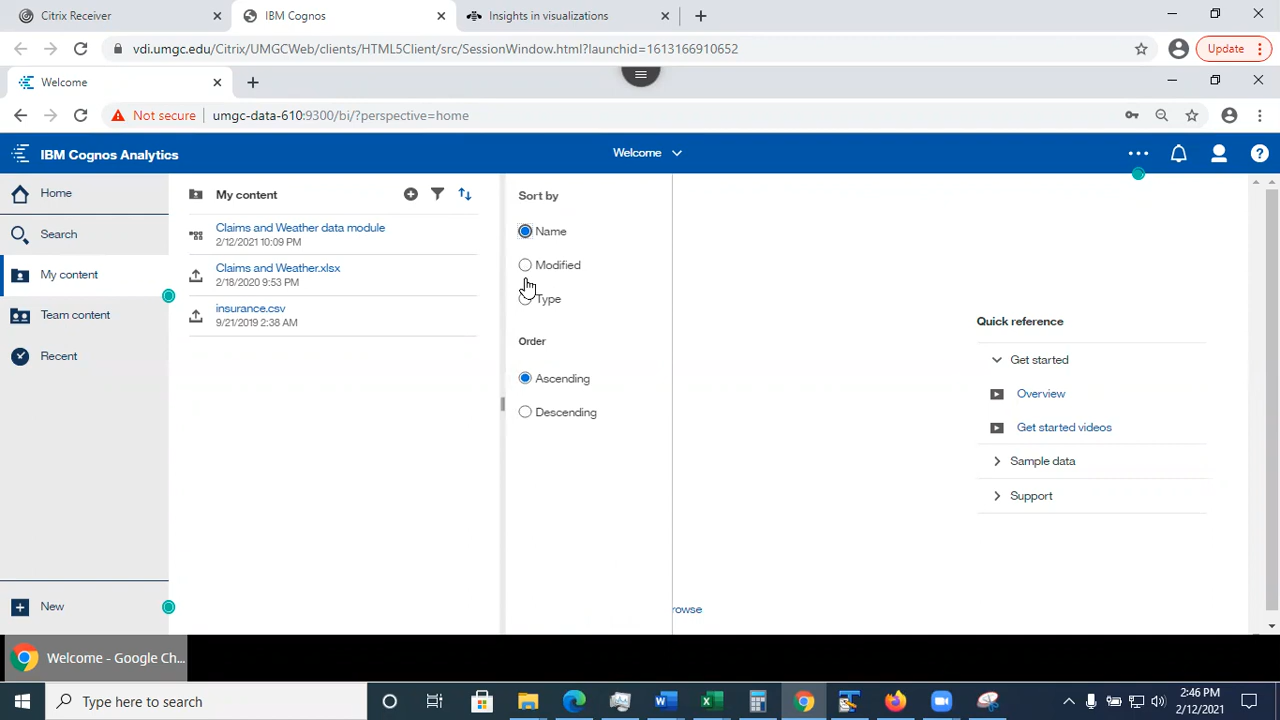 Citrix Receiver
IBM Cognos
Insights in visualizations
vdi.umgc.edu/Citrix/UMGCWeb/clients/HTML5Client/src/SessionWindow.html?launchid=1613166910652
Update
Welcome
Not secure
umgc-data-610:9300/bi/?perspective=home
IBM Cognos Analytics
Welcome
Home
Search
My content
Team content
Recent
New
My content
Claims and Weather data module
2/12/2021 10:09 PM
Claims and Weather.xlsx
2/18/2020 9:53 PM
insurance.csv
9/21/2019 2:38 AM
Sort by
Name
Modified
Type
Order
Ascending
Descending
Quick reference
Get started
Overview
Get started videos
Sample data
Support
rowse
Welcome - Google Ch...
Type here to search
2:46 PM
2/12/2021